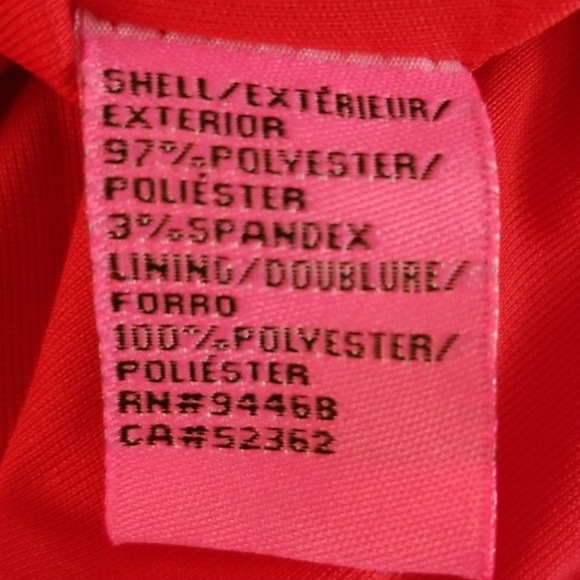 SHELL/EXTÉRIEUR/
EXTERIOR
97%POLYESTER/
POLIÉSTER
3%SPANDEX
LINING/DOUBLURE/
FORRO
100%POLYESTER/
POLIÉSTER
RN#94468
CA#52362